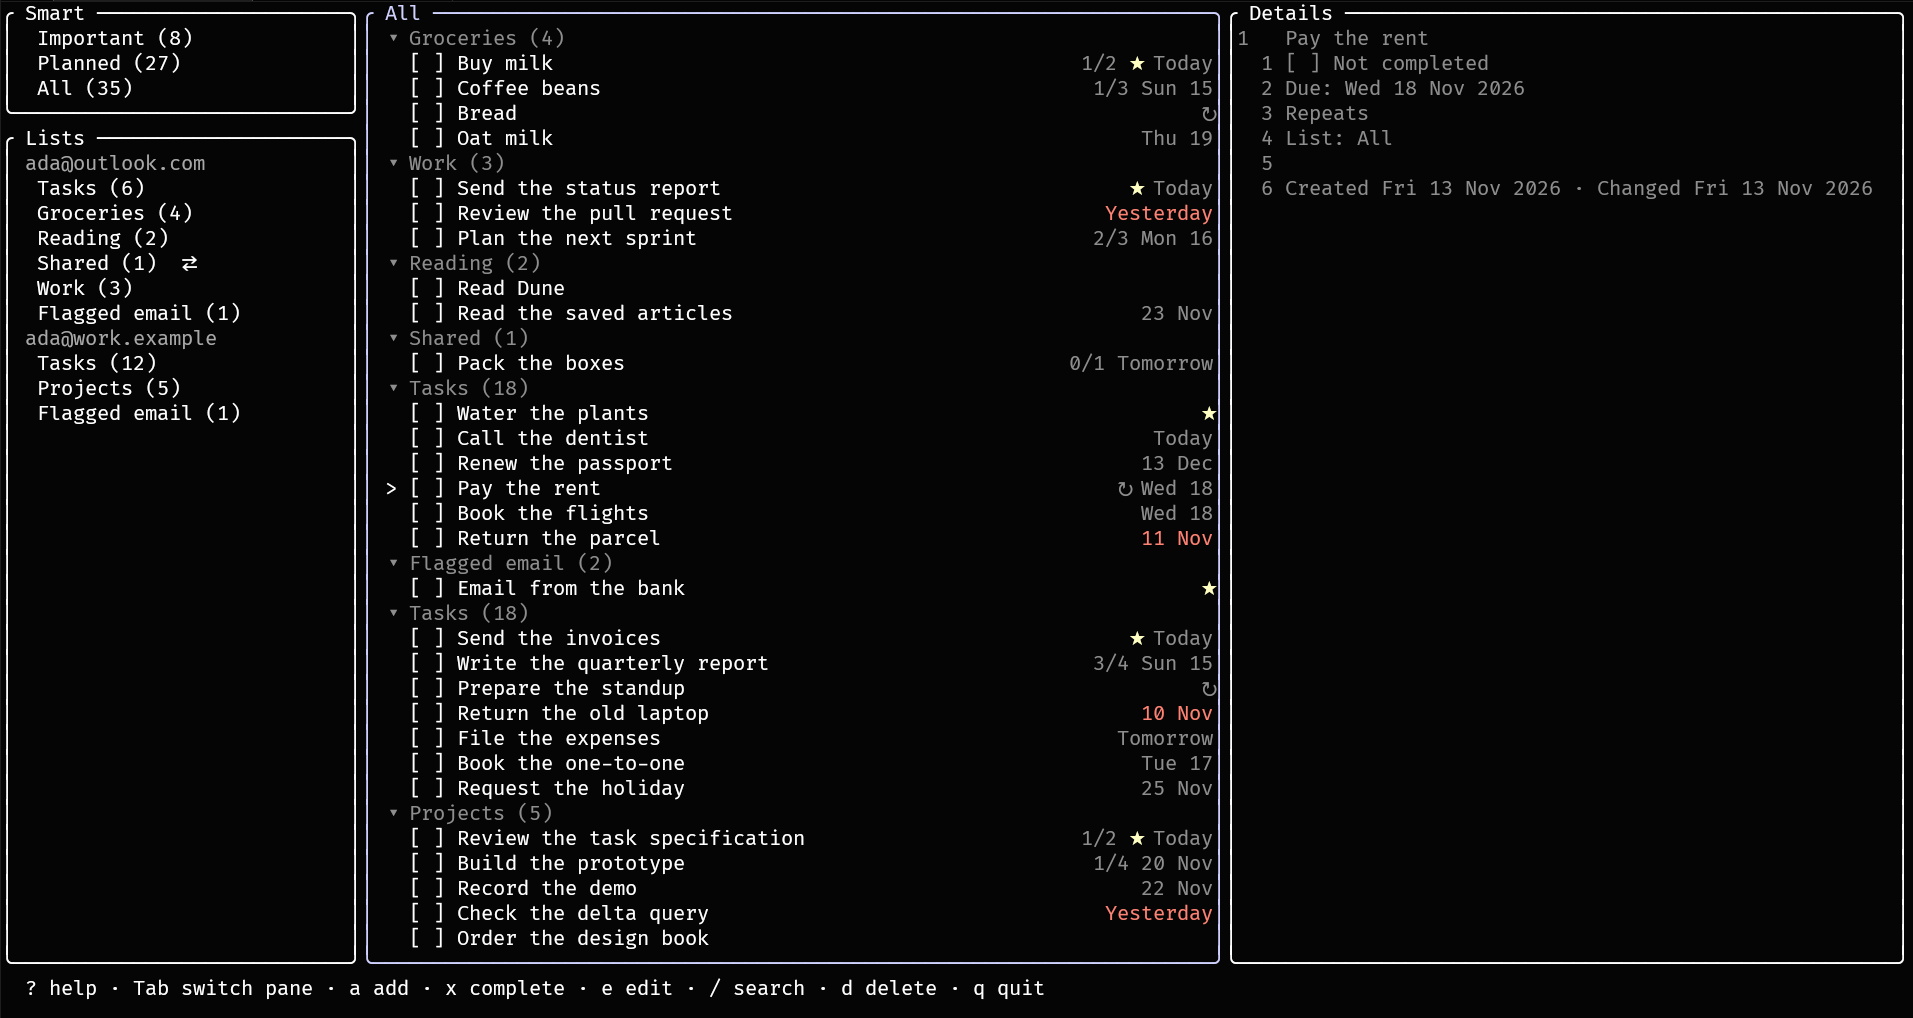 Smart
Important (8)
Planned (27)
All (35)
Lists
ada@outlook.com
Tasks (6)
Groceries (4)
Reading (2)
Shared (1) ⇄
Work (3)
Flagged email (1)
ada@work.example
Tasks (12)
Projects (5)
Flagged email (1)
All
▾ Groceries (4)
[ ] Buy milk 1/2 ★ Today
[ ] Coffee beans 1/3 Sun 15
[ ] Bread ↻
[ ] Oat milk Thu 19
▾ Work (3)
[ ] Send the status report ★ Today
[ ] Review the pull request Yesterday
[ ] Plan the next sprint 2/3 Mon 16
▾ Reading (2)
[ ] Read Dune
[ ] Read the saved articles 23 Nov
▾ Shared (1)
[ ] Pack the boxes 0/1 Tomorrow
▾ Tasks (18)
[ ] Water the plants ★
[ ] Call the dentist Today
[ ] Renew the passport 13 Dec
> [ ] Pay the rent ↻ Wed 18
[ ] Book the flights Wed 18
[ ] Return the parcel 11 Nov
▾ Flagged email (2)
[ ] Email from the bank ★
▾ Tasks (18)
[ ] Send the invoices ★ Today
[ ] Write the quarterly report 3/4 Sun 15
[ ] Prepare the standup ↻
[ ] Return the old laptop 10 Nov
[ ] File the expenses Tomorrow
[ ] Book the one-to-one Tue 17
[ ] Request the holiday 25 Nov
▾ Projects (5)
[ ] Review the task specification 1/2 ★ Today
[ ] Build the prototype 1/4 20 Nov
[ ] Record the demo 22 Nov
[ ] Check the delta query Yesterday
[ ] Order the design book
Details
1 Pay the rent
1 [ ] Not completed
2 Due: Wed 18 Nov 2026
3 Repeats
4 List: All
5
6 Created Fri 13 Nov 2026 · Changed Fri 13 Nov 2026
? help · Tab switch pane · a add · x complete · e edit · / search · d delete · q quit